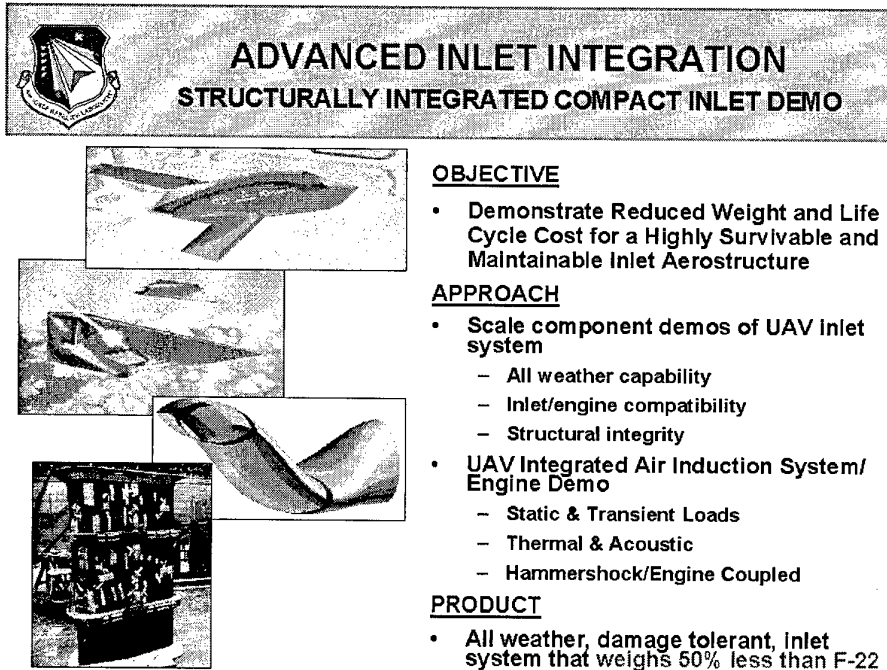 ADVANCED INLET INTEGRATION
STRUCTURALLY INTEGRATED COMPACT INLET DEMO
OBJECTIVE
• Demonstrate Reduced Weight and Life
Cycle Cost for a Highly Survivable and
Maintainable Inlet Aerostructure
APPROACH
• Scale component demos of UAV inlet
system
– All weather capability
– Inlet/engine compatibility
– Structural integrity
• UAV Integrated Air Induction System/
Engine Demo
– Static & Transient Loads
– Thermal & Acoustic
– Hammershock/Engine Coupled
PRODUCT
• All weather, damage tolerant, inlet
system that weighs 50% less than F-22